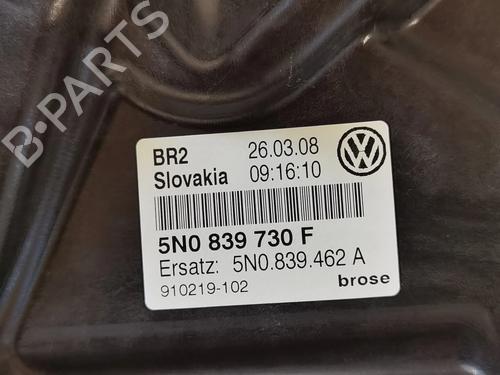 B-PARTS
BR2 26.03.08
Slovakia 09:16:10
5N0 839 730 F
Ersatz: 5N0.839.462 A
910219-102 brose